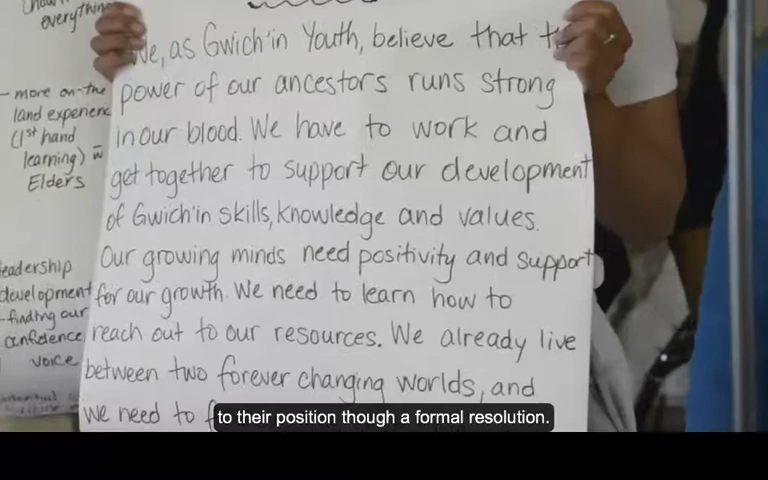 everything
- more on-the
land experienc
(1st hand
learning) w
Elders
leadership
development
- finding our
confidence
voice
We, as Gwich'in Youth, believe that
power of our ancestors runs strong
in our blood. We have to work and
get together to support our development
of Gwich'in skills, knowledge and values.
Our growing minds need positivity and support
for our growth. We need to learn how to
reach out to our resources. We already live
between two forever changing worlds, and
we need to
to their position though a formal resolution.